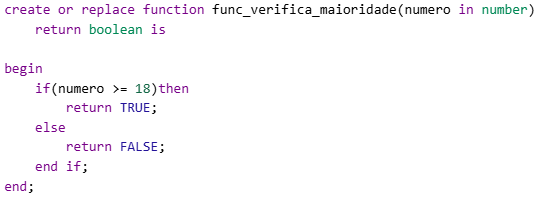 create or replace function func_verifica_maioridade(numero in number)
    return boolean is

begin
    if(numero >= 18)then
        return TRUE;
    else
        return FALSE;
    end if;
end;